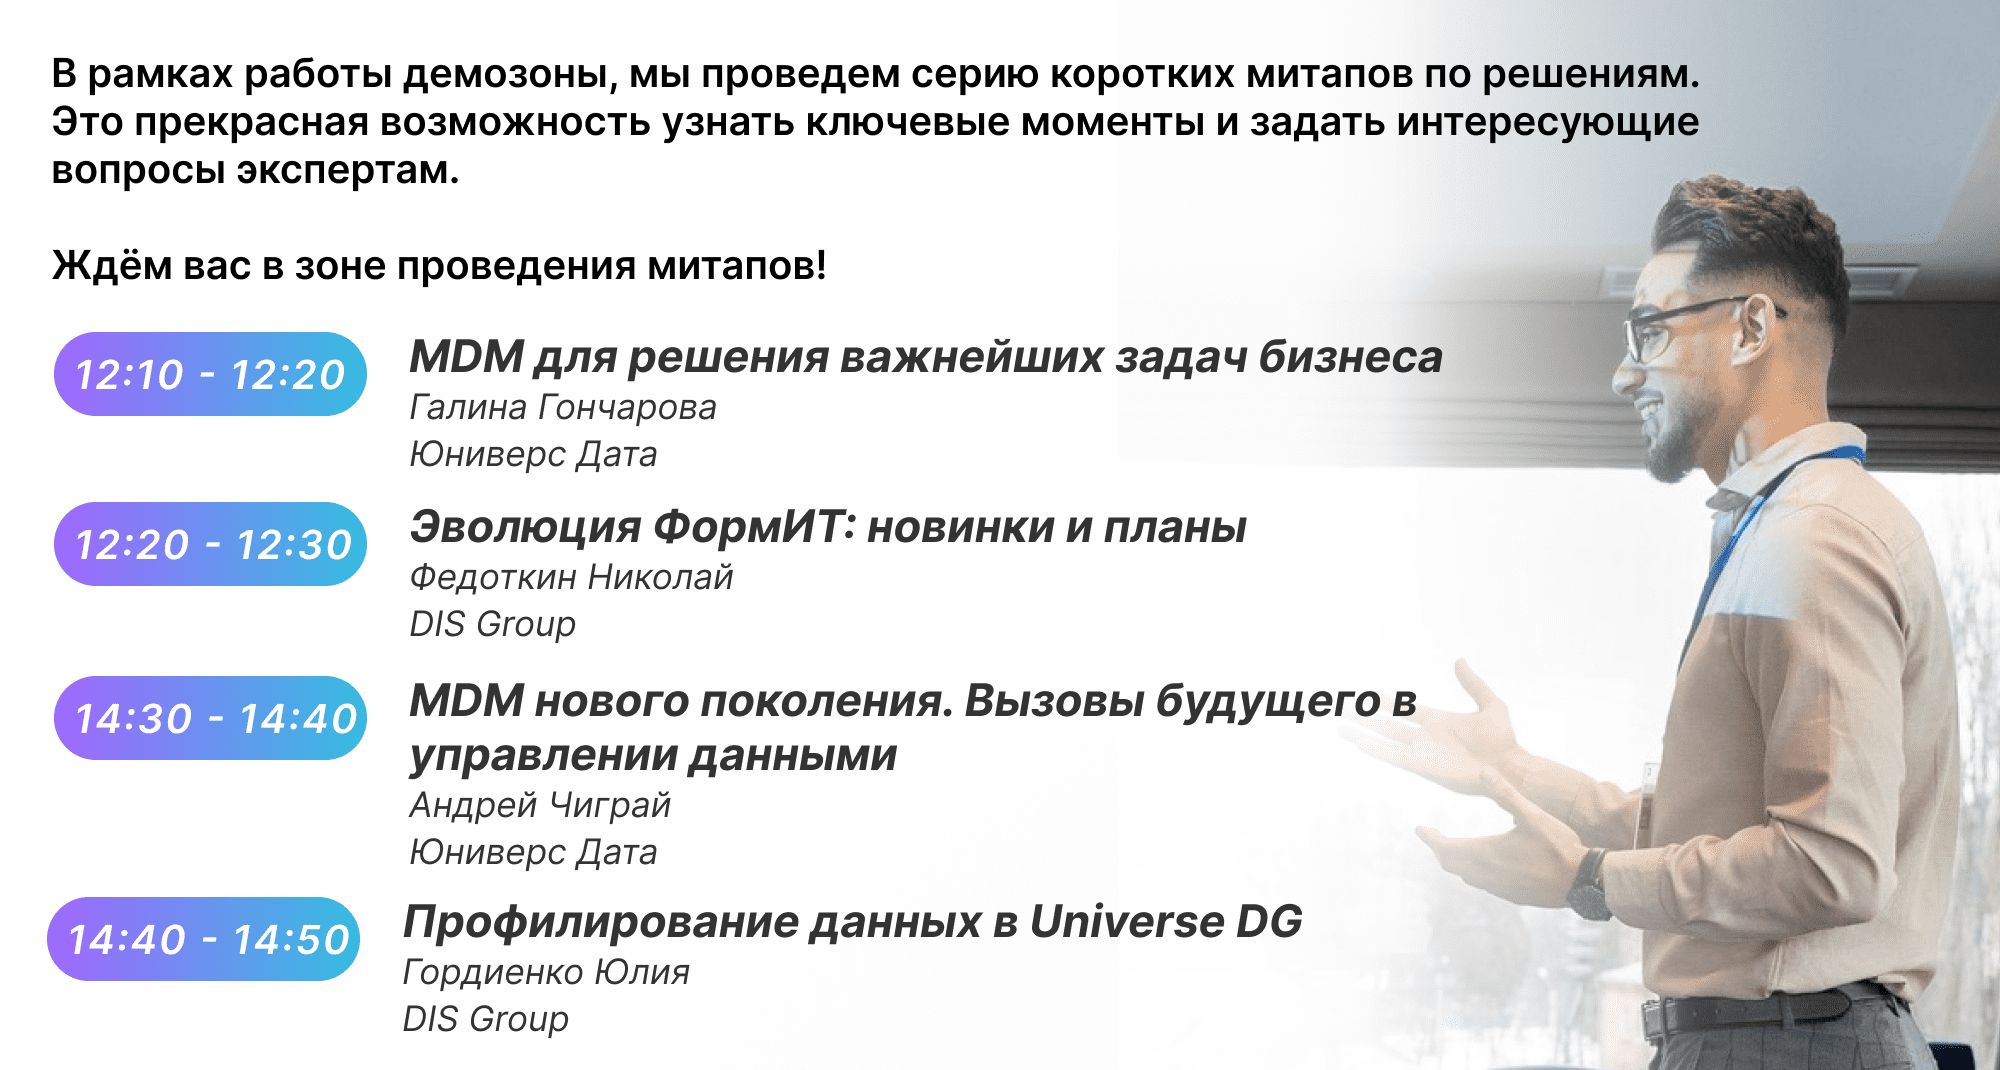 В рамках работы демозоны, мы проведем серию коротких митапов по решениям.
Это прекрасная возможность узнать ключевые моменты и задать интересующие
вопросы экспертам.
Ждём вас в зоне проведения митапов!
12:10 - 12:20
MDM для решения важнейших задач бизнеса
Галина Гончарова
Юниверс Дата
12:20 - 12:30
Эволюция ФормИТ: новинки и планы
Федоткин Николай
DIS Group
14:30 - 14:40
MDM нового поколения. Вызовы будущего в
управлении данными
Андрей Чиграй
Юниверс Дата
14:40 - 14:50
Профилирование данных в Universe DG
Гордиенко Юлия
DIS Group